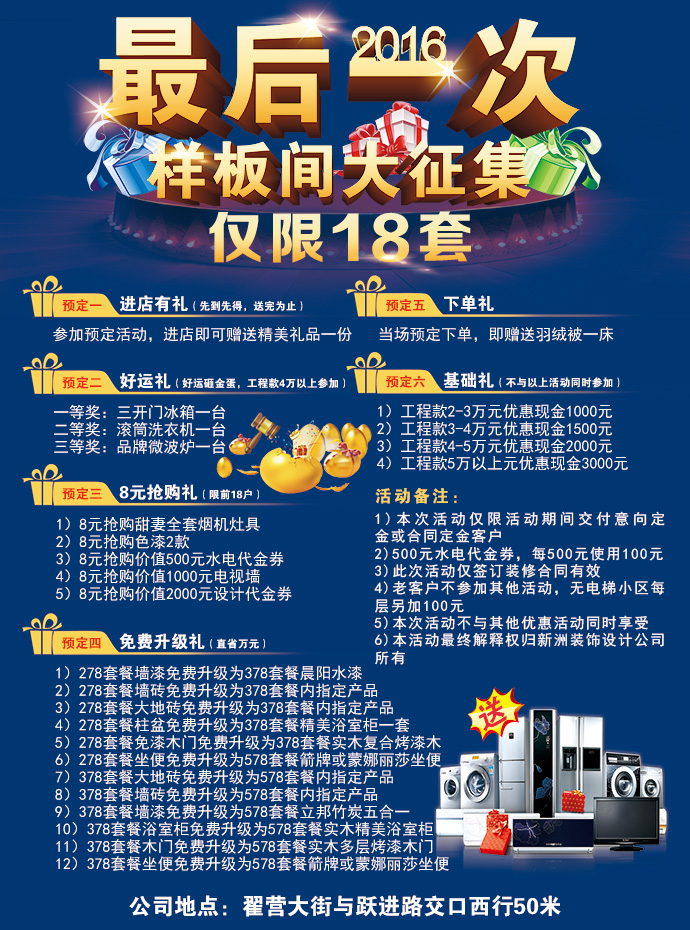 2016
最后一次
样板间大征集
仅限18套
预定一 进店有礼（先到先得，送完为止）
参加预定活动，进店即可赠送精美礼品一份
预定二 好运礼（好运砸金蛋，工程款4万以上参加）
一等奖：三开门冰箱一台
二等奖：滚筒洗衣机一台
三等奖：品牌微波炉一台
预定三 8元抢购礼（限前18户）
1）8元抢购甜妻全套烟机灶具
2）8元抢购色漆2款
3）8元抢购价值500元水电代金券
4）8元抢购价值1000元电视墙
5）8元抢购价值2000元设计代金券
预定四 免费升级礼（直省万元）
1）278套餐墙漆免费升级为378套餐晨阳水漆
2）278套餐墙砖免费升级为378套餐内指定产品
3）278套餐大地砖免费升级为378套餐内指定产品
4）278套餐柱盆免费升级为378套餐精美浴室柜一套
5）278套餐免漆木门免费升级为378套餐实木复合烤漆木
6）278套餐坐便免费升级为578套餐箭牌或蒙娜丽莎坐便
7）378套餐大地砖免费升级为578套餐内指定产品
8）378套餐墙砖免费升级为578套餐内指定产品
9）378套餐墙漆免费升级为578套餐立邦竹炭五合一
10）378套餐浴室柜免费升级为578套餐实木精美浴室柜
11）378套餐木门免费升级为578套餐实木多层烤漆木门
12）378套餐坐便免费升级为578套餐箭牌或蒙娜丽莎坐便
预定五 下单礼
当场预定下单，即赠送羽绒被一床
预定六 基础礼（不与以上活动同时参加）
1）工程款2-3万元优惠现金1000元
2）工程款3-4万元优惠现金1500元
3）工程款4-5万元优惠现金2000元
4）工程款5万以上元优惠现金3000元
活动备注：
1）本次活动仅限活动期间交付意向定
金或合同定金客户
2)500元水电代金券，每500元使用100元
3)此次活动仅签订装修合同有效
4)老客户不参加其他活动，无电梯小区每
层另加100元
5)本次活动不与其他优惠活动同时享受
6)本活动最终解释权归新洲装饰设计公司
所有
送
公司地点：翟营大街与跃进路交口西行50米